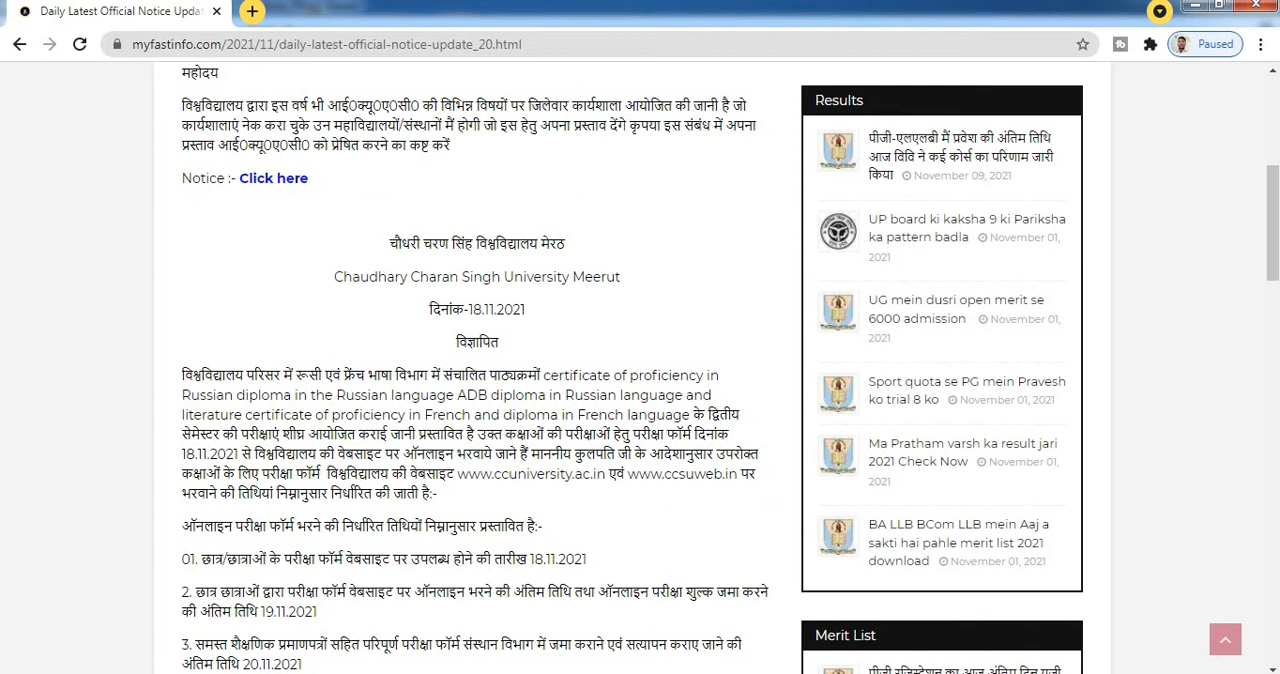 Daily Latest Official Notice Updat
myfastinfo.com/2021/11/daily-latest-official-notice-update_20.html
Paused
महोदय
विश्वविद्यालय द्वारा इस वर्ष भी आई0क्यू0ए0सी0 की विभिन्न विषयों पर जिलेवार कार्यशाला आयोजित की जानी है जो
कार्यशालाएं नेक करा चुके उन महाविद्यालयों/संस्थानों मैं होगी जो इस हेतु अपना प्रस्ताव देंगे कृपया इस संबंध में अपना
प्रस्ताव आई0क्यू0ए0सी0 को प्रेषित करने का कष्ट करें
Notice :- Click here
चौधरी चरण सिंह विश्वविद्यालय मेरठ
Chaudhary Charan Singh University Meerut
दिनांक-18.11.2021
विज्ञापित
विश्वविद्यालय परिसर में रूसी एवं फ्रेंच भाषा विभाग में संचालित पाठ्यक्रमों certificate of proficiency in
Russian diploma in the Russian language ADB diploma in Russian language and
literature certificate of proficiency in French and diploma in French language के द्वितीय
सेमेस्टर की परीक्षाएं शीघ्र आयोजित कराई जानी प्रस्तावित है उक्त कक्षाओं की परीक्षाओं हेतु परीक्षा फॉर्म दिनांक
18.11.2021 से विश्वविद्यालय की वेबसाइट पर ऑनलाइन भरवाये जाने हैं माननीय कुलपति जी के आदेशानुसार उपरोक्त
कक्षाओं के लिए परीक्षा फॉर्म विश्वविद्यालय की वेबसाइट www.ccuniversity.ac.in एवं www.ccsuweb.in पर
भरवाने की तिथियां निम्नानुसार निर्धारित की जाती है:-
ऑनलाइन परीक्षा फॉर्म भरने की निर्धारित तिथियों निम्नानुसार प्रस्तावित है:-
01. छात्र/छात्राओं के परीक्षा फॉर्म वेबसाइट पर उपलब्ध होने की तारीख 18.11.2021
2. छात्र छात्राओं द्वारा परीक्षा फॉर्म वेबसाइट पर ऑनलाइन भरने की अंतिम तिथि तथा ऑनलाइन परीक्षा शुल्क जमा करने
की अंतिम तिथि 19.11.2021
3. समस्त शैक्षणिक प्रमाणपत्रों सहित परिपूर्ण परीक्षा फॉर्म संस्थान विभाग में जमा कराने एवं सत्यापन कराए जाने की
अंतिम तिथि 20.11.2021
Results
पीजी-एलएलबी मैं प्रवेश की अंतिम तिथि
आज विवि ने कई कोर्स का परिणाम जारी
किया November 09, 2021
UP board ki kaksha 9 ki Pariksha
ka pattern badla November 01,
2021
UG mein dusri open merit se
6000 admission November 01,
2021
Sport quota se PG mein Pravesh
ko trial 8 ko November 01, 2021
Ma Pratham varsh ka result jari
2021 Check Now November 01,
2021
BA LLB BCom LLB mein Aaj a
sakti hai pahle merit list 2021
download November 01, 2021
Merit List
पीजी रजिस्ट्रेशन का आज अंतिम दिन यूजी